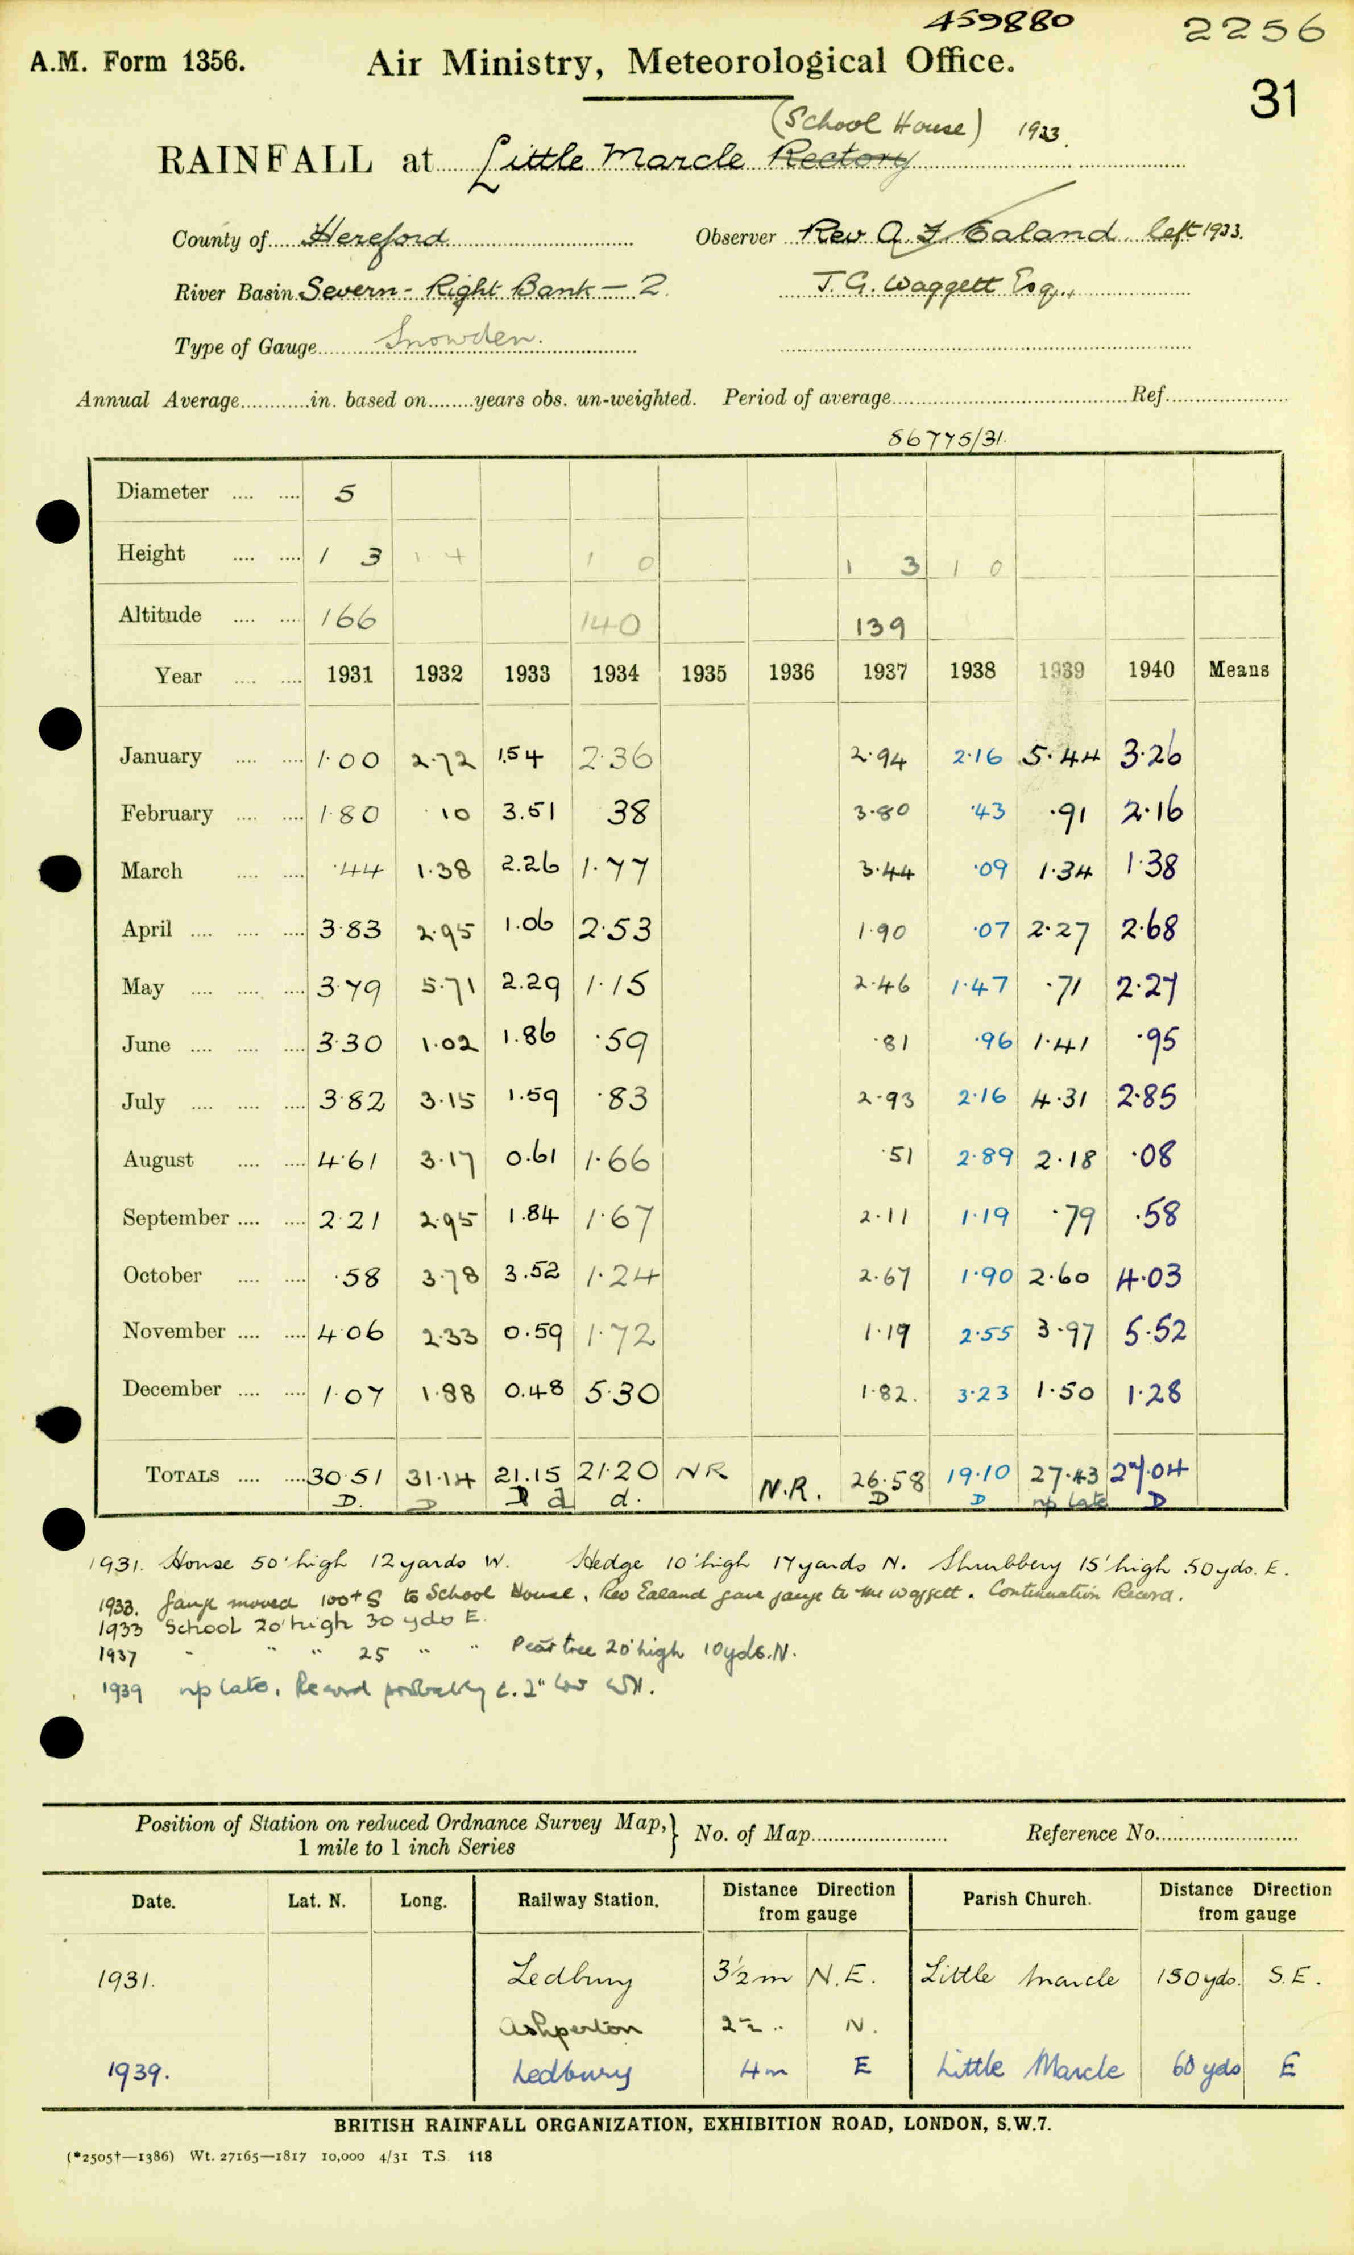 459880 2256
A.M. Form 1356. Air Ministry, Meteorological Office.
31
(School House) 1933.
RAINFALL at Little Marcle Rectory
County of Hereford Observer Rev A. F Ealand left 1933.
River Basin Severn - Right Bank - 2. J. G. Waggett Esq.,
Type of Gauge Snowden.
Annual Average in. based on years obs. un-weighted. Period of average Ref.
56775/31.
Diameter 5
Height 1 3 1 4 1 0 1 3 1 0
Altitude 166 140 139
Year 1931 1932 1933 1934 1935 1936 1937 1938 1939 1940 Means
January 1.00 2.72 1.54 2.36 2.94 2.16 5.44 3.26
February 1.80 10 3.51 38 3.80 .43 .91 2.16
March .44 1.38 2.26 1.77 3.44 .09 1.34 1.38
April 3.83 2.95 1.06 2.53 1.90 .07 2.27 2.68
May 3.79 5.71 2.29 1.15 2.46 1.47 .71 2.27
June 3.30 1.02 1.86 .59 .81 .96 1.41 .95
July 3.82 3.15 1.59 .83 2.93 2.16 4.31 2.85
August 4.61 3.17 0.61 1.66 .51 2.89 2.18 .08
September 2.21 2.95 1.84 1.67 2.11 1.19 .79 .58
October .58 3.78 3.52 1.24 2.67 1.90 2.60 4.03
November 4.06 2.33 0.59 1.72 1.19 2.55 3.97 5.52
December 1.07 1.88 0.48 5.30 1.82. 3.23 1.50 1.28
TOTALS 30.51 31.14 21.15 21.20 NR N.R. 26.58 19.10 27.43 27.04
D. D D d d. D D np late D
1931. House 50' high 12 yards W. Hedge 10' high 17 yards N. Shrubbery 15' high 50 yds. E.
1933. Gauge moved 100+ S to School House, Rev Ealand gave gauge to Mr Waggett. Continuation Record.
1933 School 20' high 30 yds E.
1937 " " " 25 " " Pear tree 20' high 10 yds. N.
1939 np late. Record probably c. 2" low
Position of Station on reduced Ordnance Survey Map, 1 mile to 1 inch Series } No. of Map Reference No.
Date. Lat. N. Long. Railway Station. Distance Direction from gauge Parish Church. Distance Direction from gauge
1931. Ledbury 3½ m N.E. Little Marcle 150 yds. S.E.
Ashperton 2½ " N.
1939. Ledbury 4 m E Little Marcle 60 yds E
BRITISH RAINFALL ORGANIZATION, EXHIBITION ROAD, LONDON, S.W.7.
(*2505†—1386) Wt. 27165—1817 10,000 4/31 T.S. 118